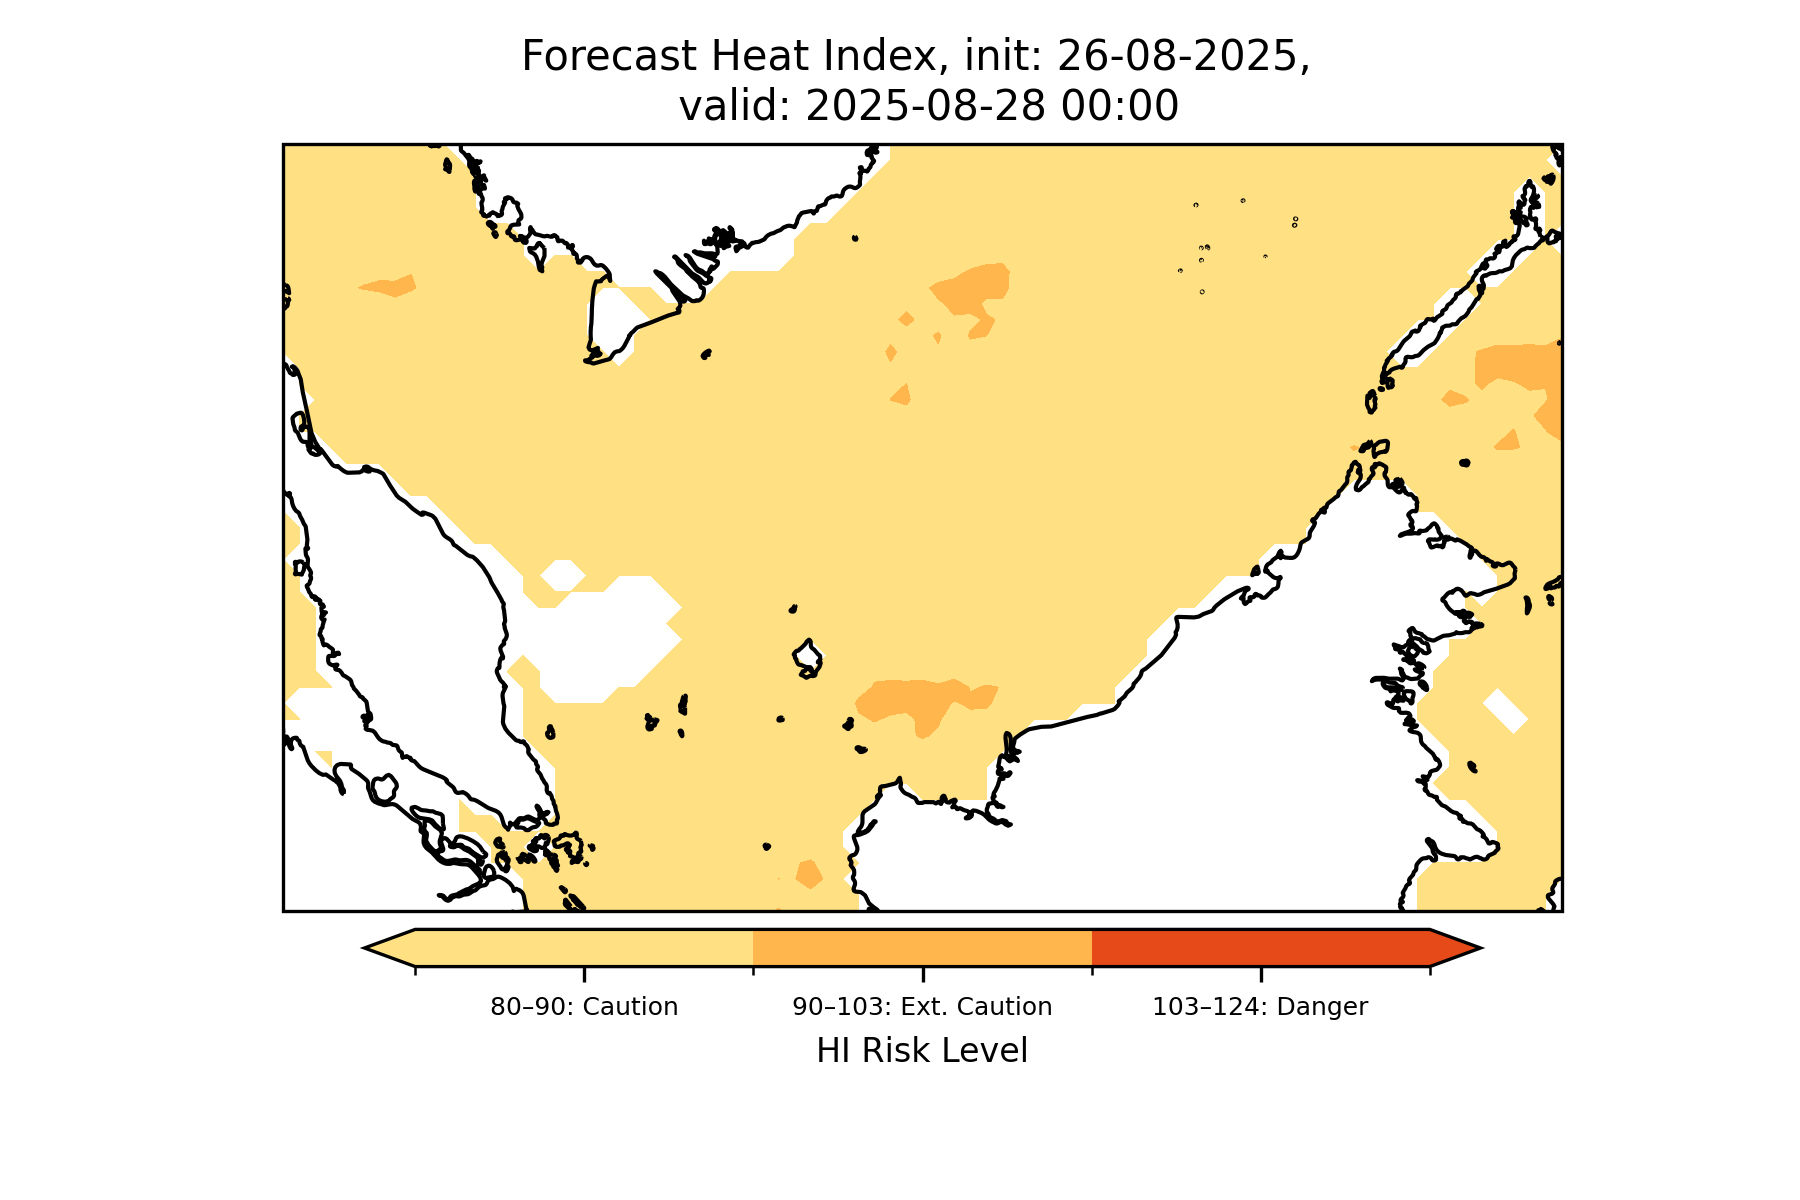 Forecast Heat Index, init: 26-08-2025,
valid: 2025-08-28 00:00
80–90: Caution
90–103: Ext. Caution
103–124: Danger
HI Risk Level